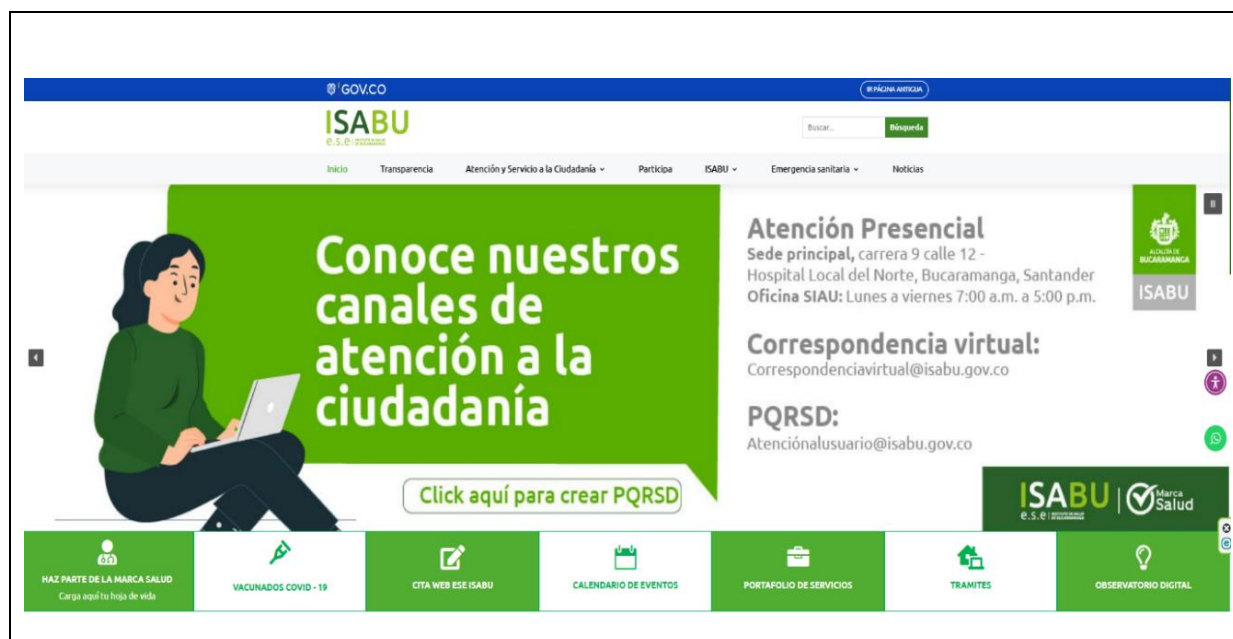 GOV.CO
IR PÁGINA ANTIGUA
ISABU
e.s.e
Buscar...
Búsqueda
Inicio
Transparencia
Atención y Servicio a la Ciudadanía
Participa
ISABU
Emergencia sanitaria
Noticias
Conoce nuestros
canales de
atención a la
ciudadanía
Click aquí para crear PQRSD
Atención Presencial
Sede principal, carrera 9 calle 12 -
Hospital Local del Norte, Bucaramanga, Santander
Oficina SIAU: Lunes a viernes 7:00 a.m. a 5:00 p.m.
Correspondencia virtual:
Correspondenciavirtual@isabu.gov.co
PQRSD:
Atenciónalusuario@isabu.gov.co
ALCALDÍA DE
BUCARAMANGA
ISABU
ISABU
e.s.e
Marca
Salud
HAZ PARTE DE LA MARCA SALUD
Carga aquí tu hoja de vida
VACUNADOS COVID - 19
CITA WEB ESE ISABU
CALENDARIO DE EVENTOS
PORTAFOLIO DE SERVICIOS
TRAMITES
OBSERVATORIO DIGITAL